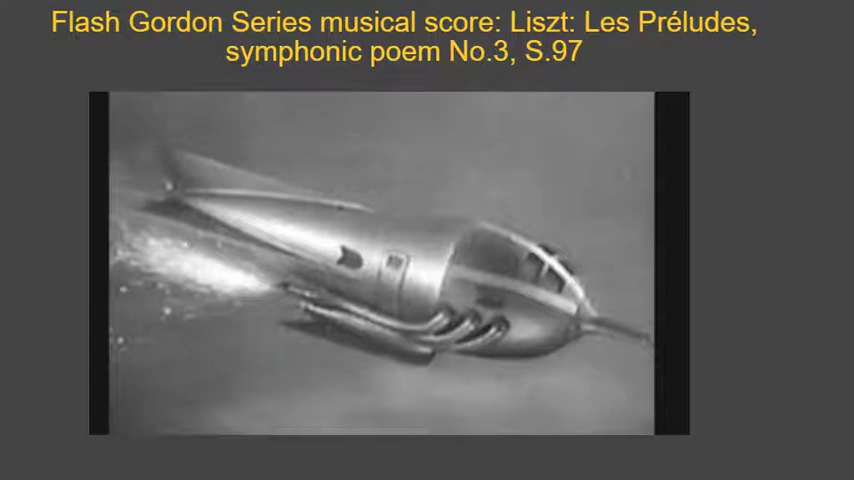 Flash Gordon Series musical score: Liszt: Les Préludes,
symphonic poem No.3, S.97